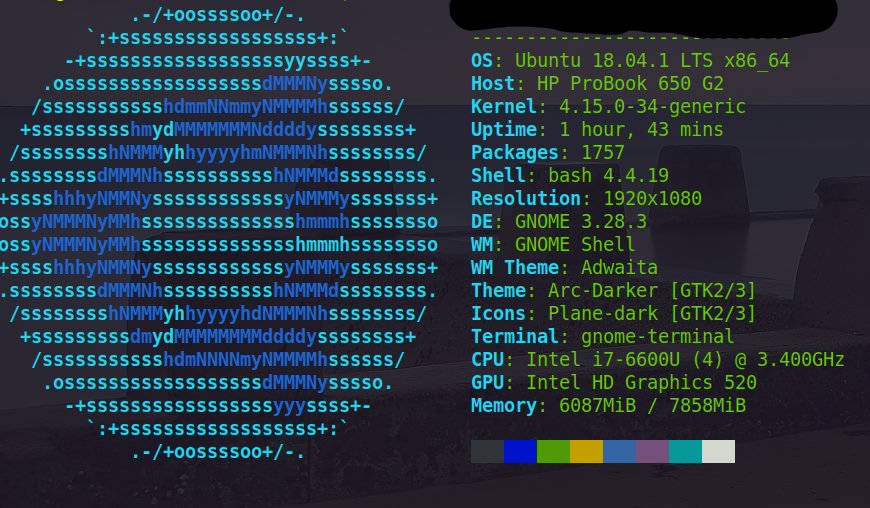 .-/+oossssoo+/-.
`:+ssssssssssssssssss+:`
-+ssssssssssssssssssyyssss+-
.ossssssssssssssssssdMMMNysssso.
/ssssssssssshdmmNNmmyNMMMMhssssss/
+ssssssssshmydMMMMMMMNddddyssssssss+
/sssssssshNMMMyhhyyyyhmNMMMNhssssssss/
.ssssssssdMMMNhsssssssssshNMMMdssssssss.
+sssshhhyNMMNyssssssssssssyNMMMysssssss+
ossyNMMMNyMMhsssssssssssssshmmmhssssssso
ossyNMMMNyMMhsssssssssssssshmmmhssssssso
+sssshhhyNMMNyssssssssssssyNMMMysssssss+
.ssssssssdMMMNhsssssssssshNMMMdssssssss.
/sssssssshNMMMyhhyyyyhdNMMMNhssssssss/
+sssssssssdmydMMMMMMMMddddyssssssss+
/ssssssssssshdmNNNNmyNMMMMhssssss/
.ossssssssssssssssssdMMMNysssso.
-+sssssssssssssssssyyyssss+-
`:+ssssssssssssssssss+:`
.-/+oossssoo+/-.
OS: Ubuntu 18.04.1 LTS x86_64
Host: HP ProBook 650 G2
Kernel: 4.15.0-34-generic
Uptime: 1 hour, 43 mins
Packages: 1757
Shell: bash 4.4.19
Resolution: 1920x1080
DE: GNOME 3.28.3
WM: GNOME Shell
WM Theme: Adwaita
Theme: Arc-Darker [GTK2/3]
Icons: Plane-dark [GTK2/3]
Terminal: gnome-terminal
CPU: Intel i7-6600U (4) @ 3.400GHz
GPU: Intel HD Graphics 520
Memory: 6087MiB / 7858MiB